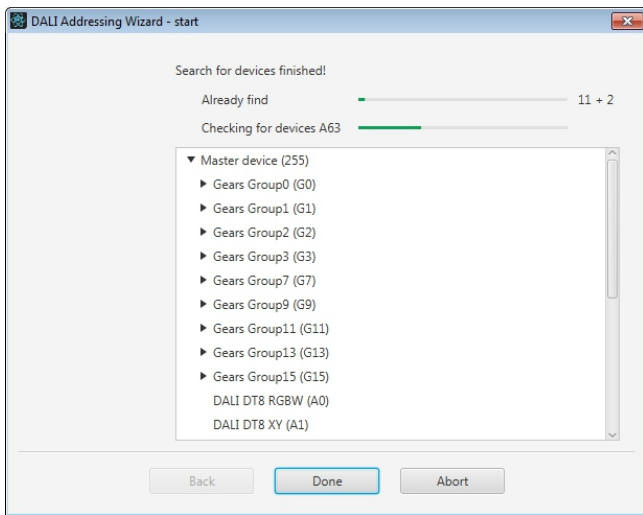 DALI Addressing Wizard - start
Search for devices finished!
Already find 11 + 2
Checking for devices A63
Master device (255)
Gears Group0 (G0)
Gears Group1 (G1)
Gears Group2 (G2)
Gears Group3 (G3)
Gears Group7 (G7)
Gears Group9 (G9)
Gears Group11 (G11)
Gears Group13 (G13)
Gears Group15 (G15)
DALI DT8 RGBW (A0)
DALI DT8 XY (A1)
Back Done Abort